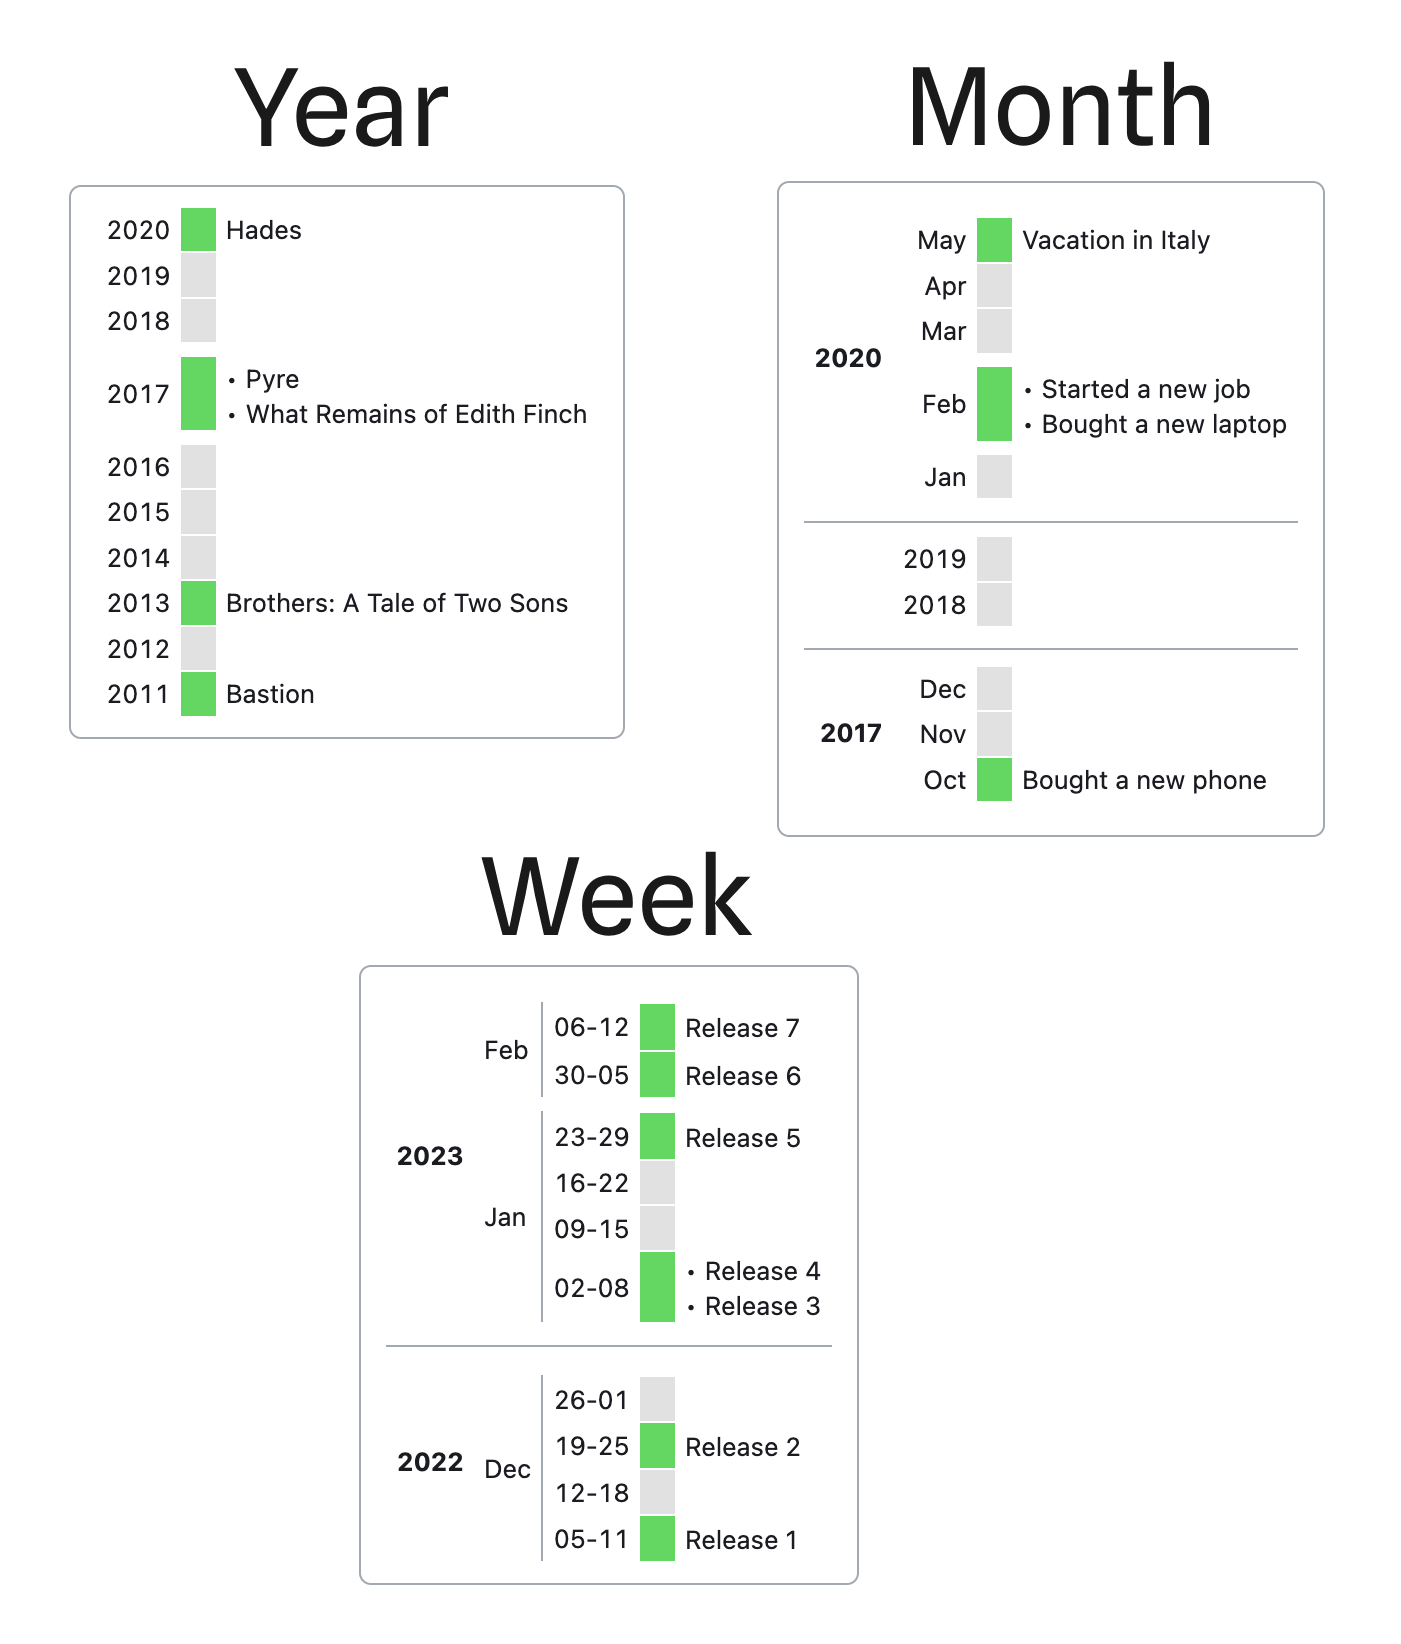 Year
2020 Hades
2019
2018
2017
• Pyre
• What Remains of Edith Finch
2016
2015
2014
2013 Brothers: A Tale of Two Sons
2012
2011 Bastion
Month
2020
May Vacation in Italy
Apr
Mar
Feb
• Started a new job
• Bought a new laptop
Jan
2019
2018
2017
Dec
Nov
Oct Bought a new phone
Week
2023
Feb
06-12 Release 7
30-05 Release 6
Jan
23-29 Release 5
16-22
09-15
02-08
• Release 4
• Release 3
2022
Dec
26-01
19-25 Release 2
12-18
05-11 Release 1